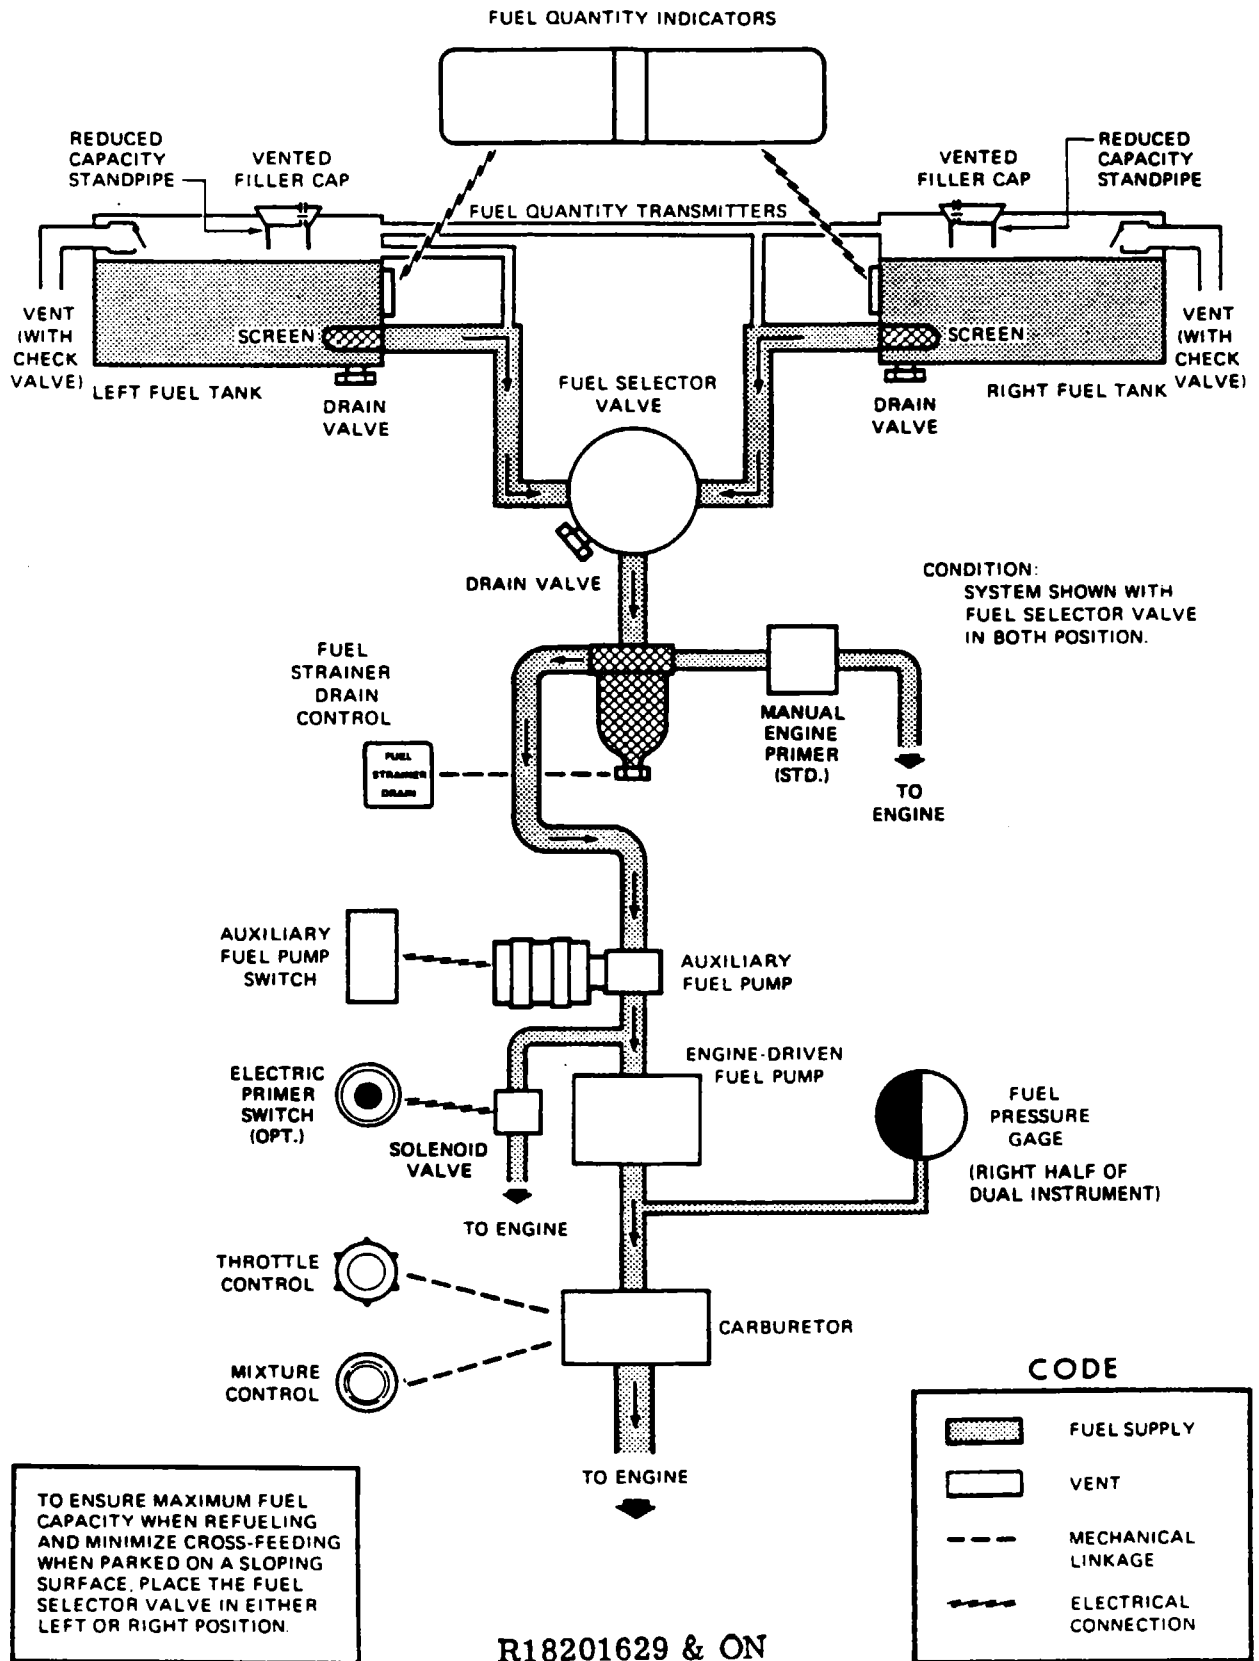 FUEL QUANTITY INDICATORS
REDUCED
CAPACITY
STANDPIPE
VENTED
FILLER CAP
VENTED
FILLER CAP
REDUCED
CAPACITY
STANDPIPE
FUEL QUANTITY TRANSMITTERS
VENT
(WITH
CHECK
VALVE)
SCREEN
LEFT FUEL TANK
DRAIN
VALVE
FUEL SELECTOR
VALVE
SCREEN
RIGHT FUEL TANK
DRAIN
VALVE
VENT
(WITH
CHECK
VALVE)
DRAIN VALVE
CONDITION:
SYSTEM SHOWN WITH
FUEL SELECTOR VALVE
IN BOTH POSITION.
FUEL
STRAINER
DRAIN
CONTROL
FUEL
STRAINER
DRAIN
MANUAL
ENGINE
PRIMER
(STD.)
TO
ENGINE
AUXILIARY
FUEL PUMP
SWITCH
AUXILIARY
FUEL PUMP
ELECTRIC
PRIMER
SWITCH
(OPT.)
SOLENOID
VALVE
TO ENGINE
ENGINE-DRIVEN
FUEL PUMP
FUEL
PRESSURE
GAGE
(RIGHT HALF OF
DUAL INSTRUMENT)
THROTTLE
CONTROL
CARBURETOR
MIXTURE
CONTROL
TO ENGINE
CODE
FUEL SUPPLY
VENT
MECHANICAL
LINKAGE
ELECTRICAL
CONNECTION
TO ENSURE MAXIMUM FUEL
CAPACITY WHEN REFUELING
AND MINIMIZE CROSS-FEEDING
WHEN PARKED ON A SLOPING
SURFACE, PLACE THE FUEL
SELECTOR VALVE IN EITHER
LEFT OR RIGHT POSITION.
R18201629 & ON